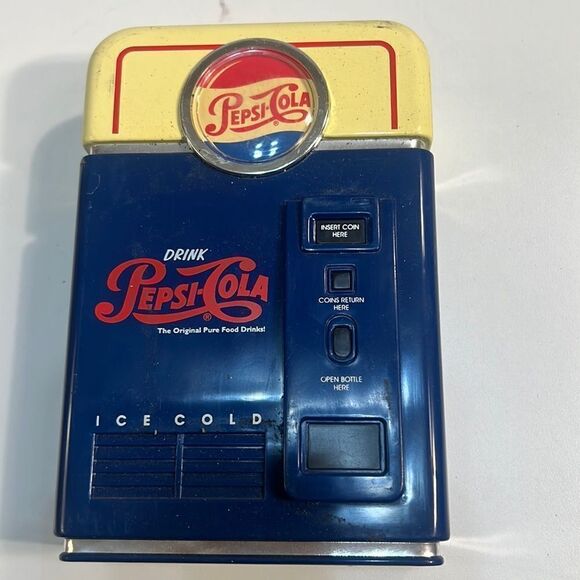 PEPSI-COLA
®
INSERT COIN
HERE
DRINK
PEPSI-COLA
®
The Original Pure Food Drinks!
COINS RETURN
HERE
OPEN BOTTLE
HERE
ICE COLD